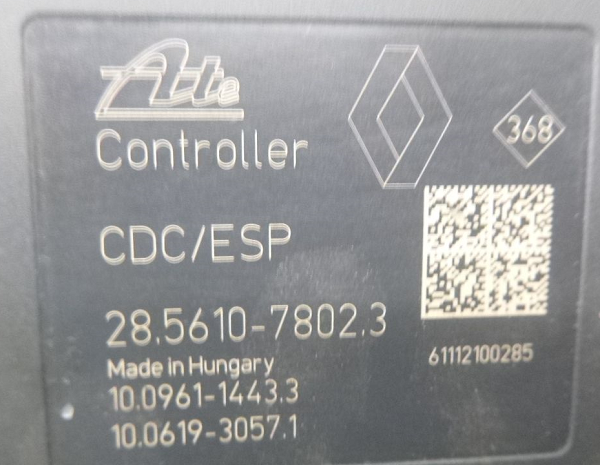 Ate
368
Controller
CDC/ESP
28.5610-7802.3
Made in Hungary
61112100285
10.0961-1443.3
10.0619-3057.1